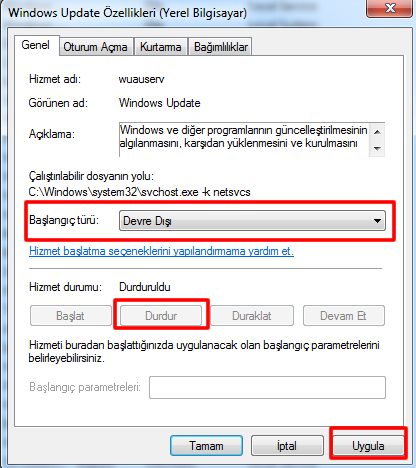 Windows Update Özellikleri (Yerel Bilgisayar)
Genel Oturum Açma Kurtarma Bağımlılıklar
Hizmet adı: wuauserv
Görünen ad: Windows Update
Açıklama: Windows ve diğer programların güncelleştirilmesinin
algılanmasını, karşıdan yüklenmesini ve kurulmasını
Çalıştırılabilir dosyanın yolu:
C:\Windows\system32\svchost.exe -k netsvcs
Başlangıç türü: Devre Dışı
Hizmet başlatma seçeneklerini yapılandırmama yardım et.
Hizmet durumu: Durduruldu
Başlat Durdur Duraklat Devam Et
Hizmeti buradan başlattığınızda uygulanacak olan başlangıç parametrelerini
belirleyebilirsiniz.
Başlangıç parametreleri:
Tamam İptal Uygula